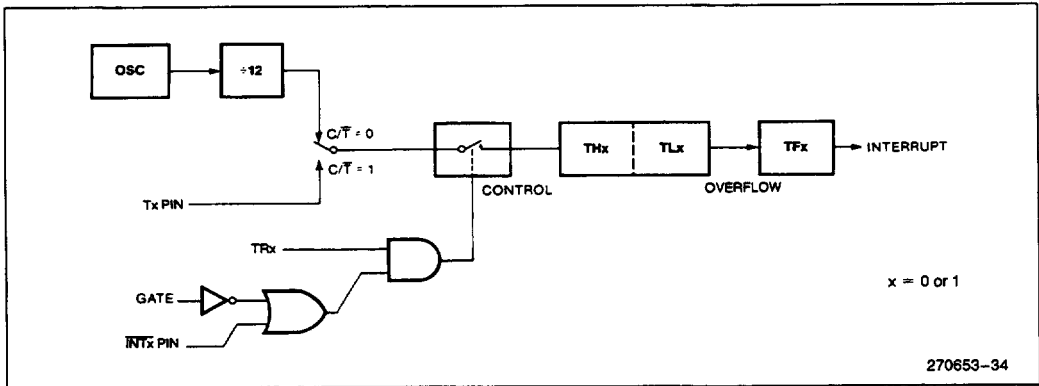 OSC
÷12
C/T̅ = 0
C/T̅ = 1
Tx PIN
CONTROL
THx
TLx
OVERFLOW
TFx
INTERRUPT
TRx
GATE
I̅N̅T̅x̅ PIN
x = 0 or 1
270653–34